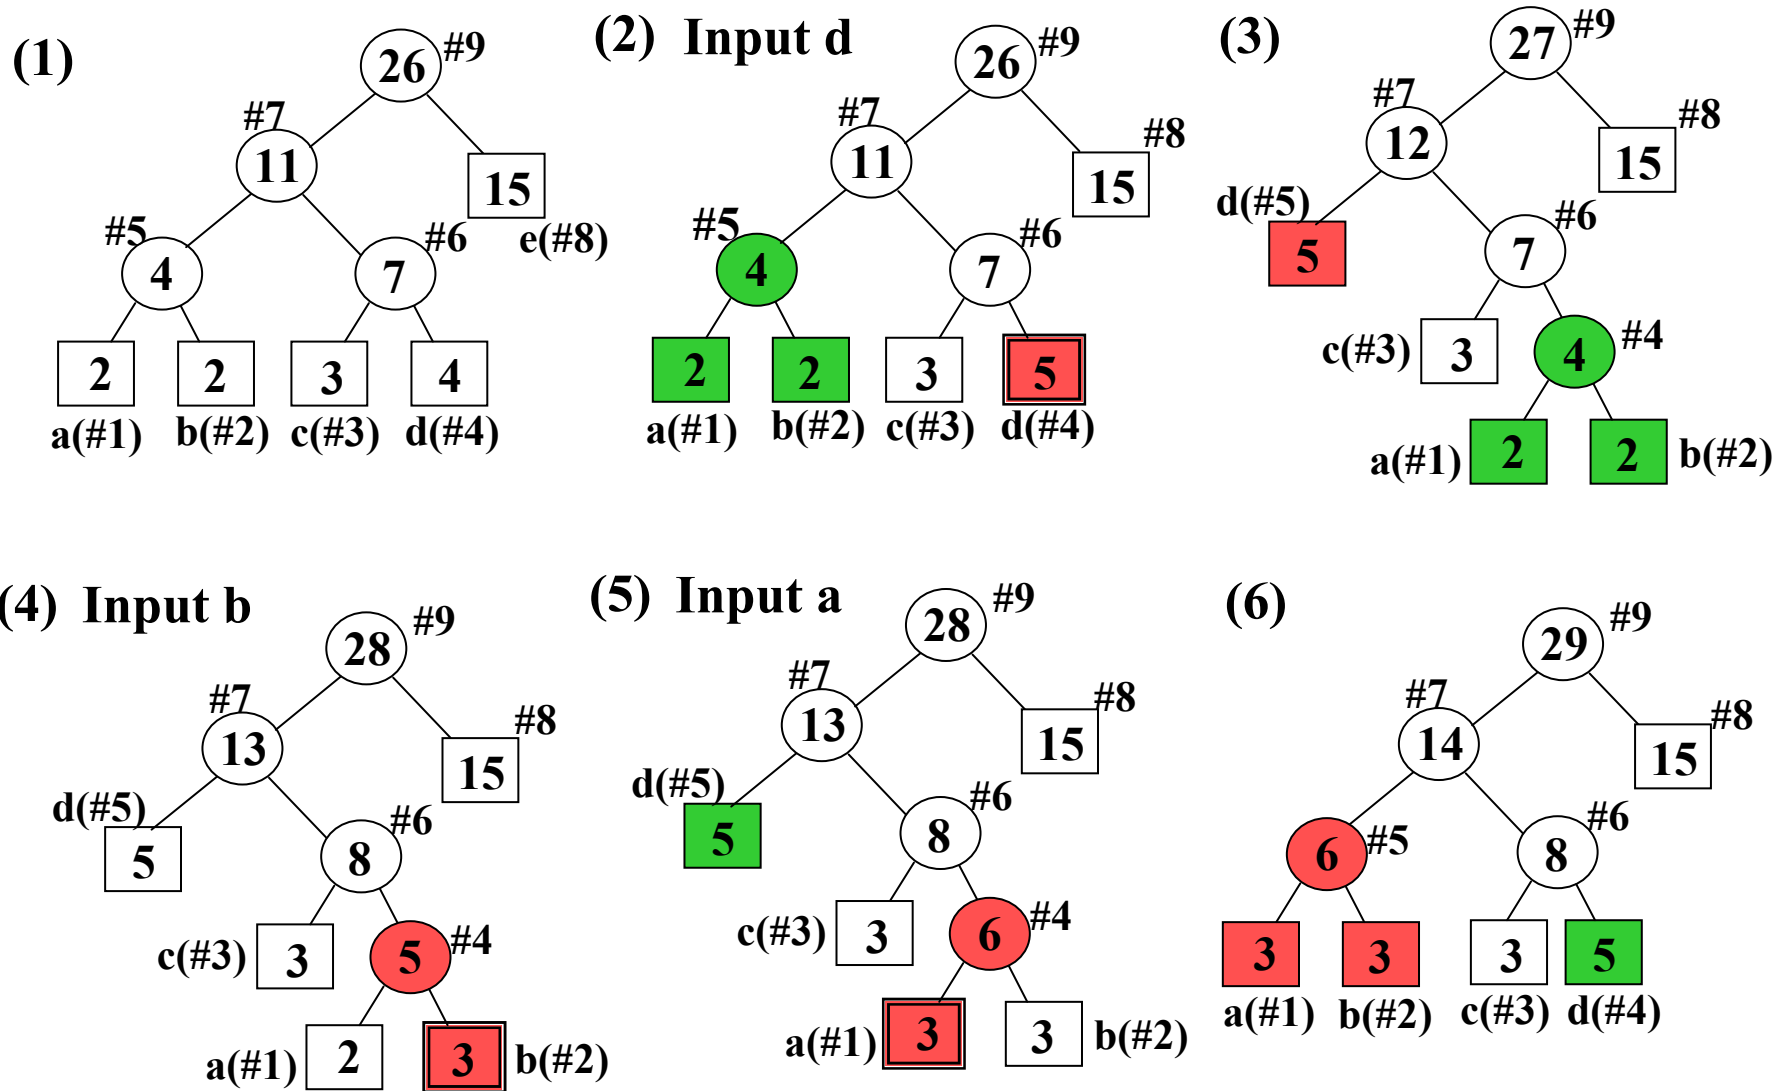 (1)
26 #9
#7
11
15
e(#8)
#5
4
#6
7
2 2 3 4
a(#1) b(#2) c(#3) d(#4)
(2) Input d
26 #9
#7
11
#8
15
#5
4
#6
7
2 2 3 5
a(#1) b(#2) c(#3) d(#4)
(3)
27 #9
#7
12
#8
15
d(#5)
5
#6
7
c(#3) 3 4 #4
a(#1) 2 2 b(#2)
(4) Input b
28 #9
#7
13
#8
15
d(#5)
5
#6
8
c(#3) 3 5 #4
a(#1) 2 3 b(#2)
(5) Input a
28 #9
#7
13
#8
15
d(#5)
5
#6
8
c(#3) 3 6 #4
a(#1) 3 3 b(#2)
(6)
29 #9
#7
14
#8
15
6 #5
#6
8
3 3 3 5
a(#1) b(#2) c(#3) d(#4)